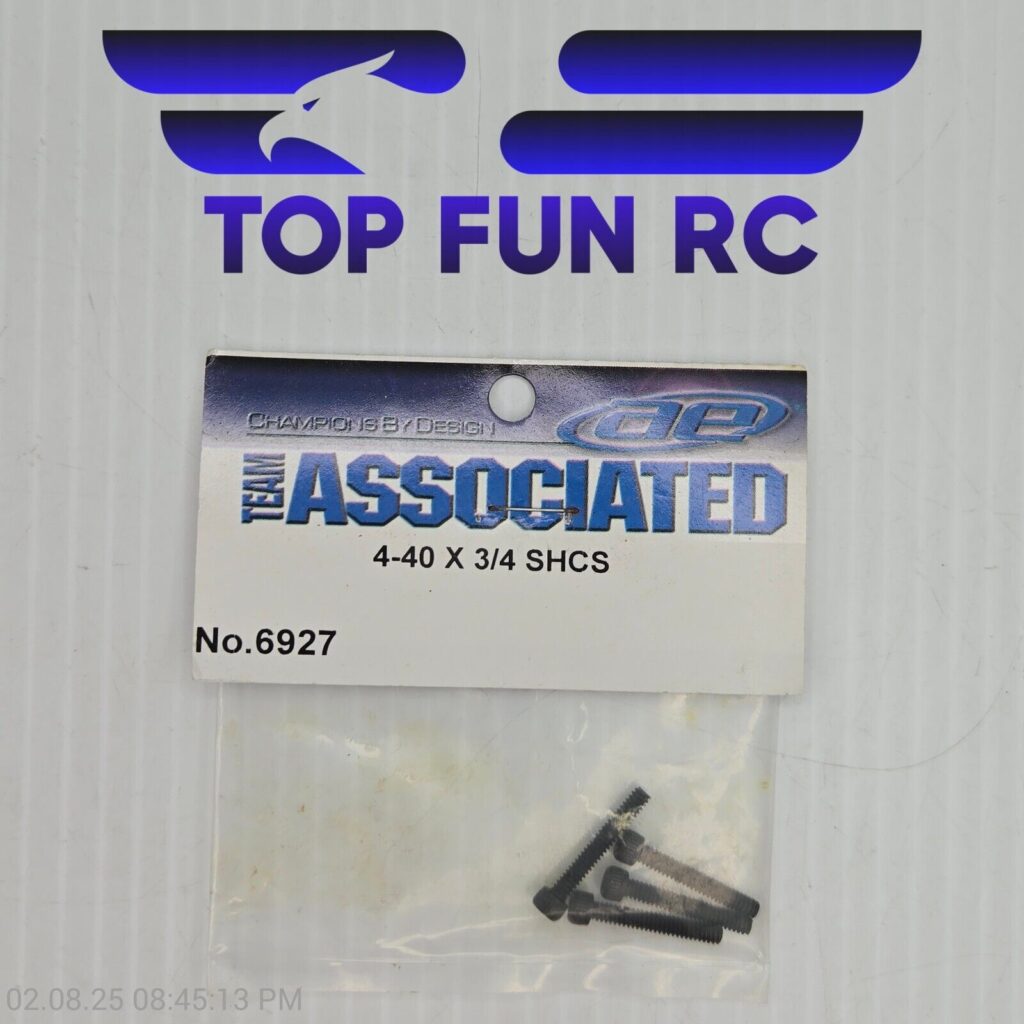 TOP FUN RC
CHAMPIONS BY DESIGN
ae
TEAM ASSOCIATED
4-40 X 3/4 SHCS
No.6927
02.08.25 08:45:13 PM